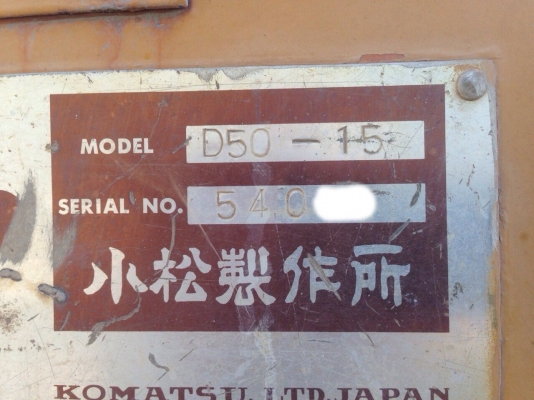 MODEL D50-15
SERIAL NO. 540
小松製作所
KOMATSU, LTD. JAPAN